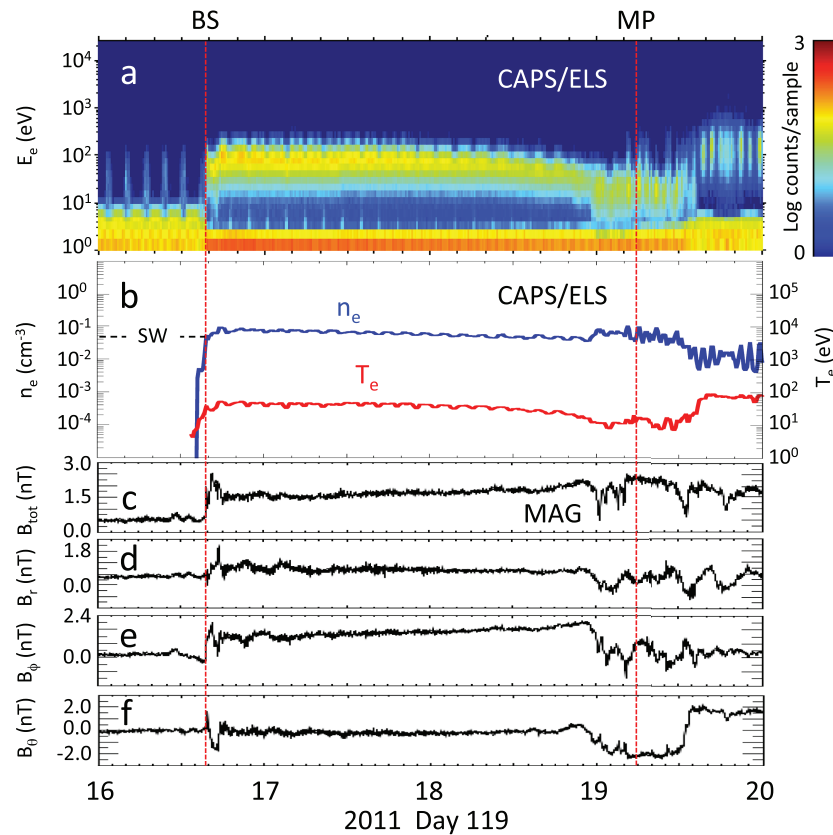 BS MP
a CAPS/ELS
E_e (eV)
10⁴
10³
10²
10¹
10⁰
3
Log counts/sample
0
b CAPS/ELS
n_e (cm⁻³)
10⁰
10⁻¹
10⁻²
10⁻³
10⁻⁴
SW
n_e
T_e
10⁵
10⁴
10³
10²
10¹
10⁰
T_e (eV)
c MAG
B_tot (nT)
3.0
1.5
0.0
d
B_r (nT)
1.8
0.0
e
B_ϕ (nT)
2.4
0.0
f
B_θ (nT)
2.0
0.0
-2.0
16 17 18 19 20
2011 Day 119